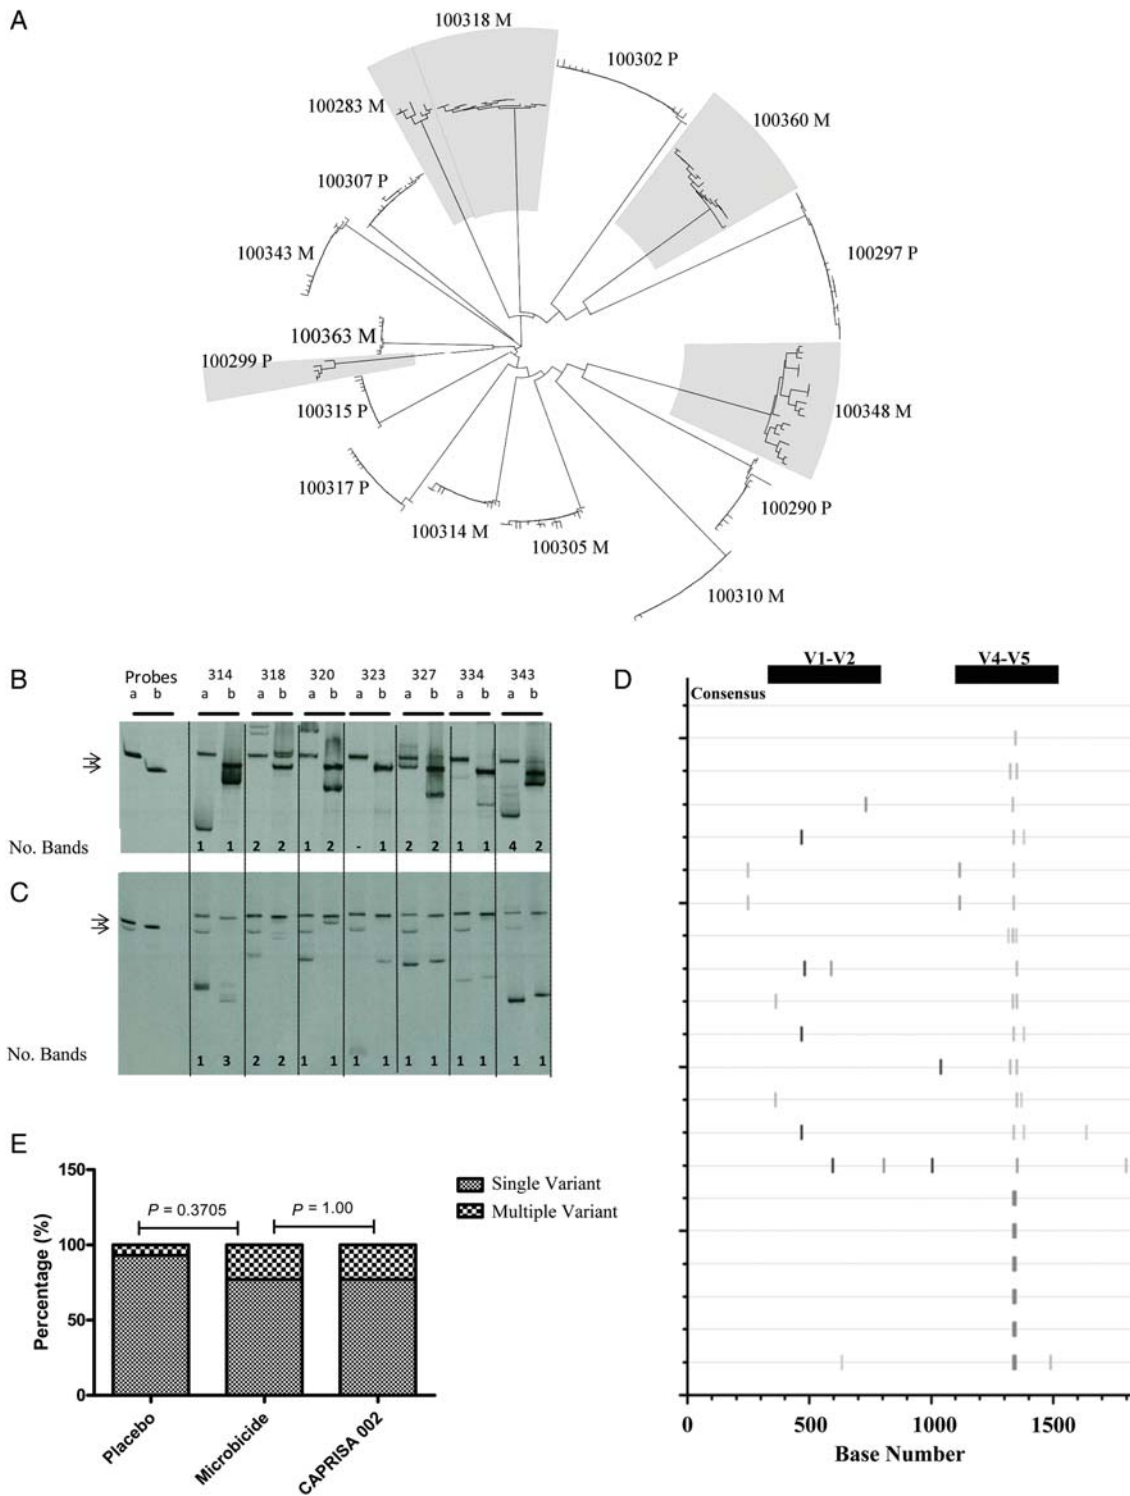 A
100318 M
100302 P
100283 M
100360 M
100307 P
100343 M
100297 P
100363 M
100299 P
100315 P
100348 M
100317 P
100290 P
100314 M
100305 M
100310 M
B
Probes 314 318 320 323 327 334 343
a b a b a b a b a b a b a b a b
No. Bands 1 1 2 2 1 2 - 1 2 2 1 1 4 2
C
No. Bands 1 3 2 2 1 1 1 1 1 1 1 1 1 1
D
V1-V2 V4-V5
Consensus
0 500 1000 1500
Base Number
E
150
100
50
0
Percentage (%)
P = 0.3705
P = 1.00
Single Variant
Multiple Variant
Placebo
Microbicide
CAPRISA 002